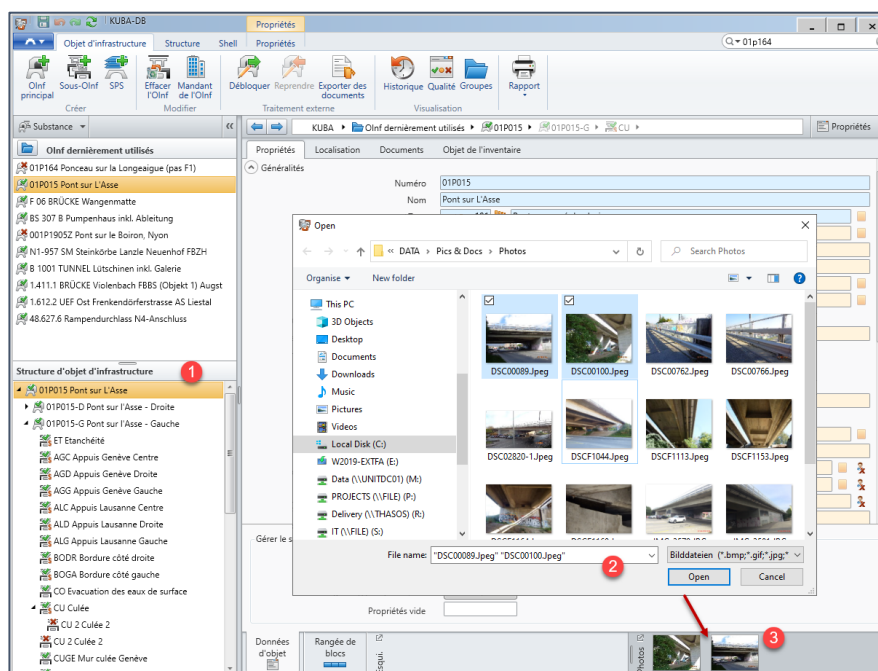 KUBA-DB
Propriétés
Objet d'infrastructure Structure Shell Propriétés
01p164
OInf principal
Sous-OInf
SPS
Effacer l'OInf
Mandant de l'OInf
Débloquer
Reprendre
Exporter des documents
Historique
Qualité
Groupes
Rapport
Créer
Modifier
Traitement externe
Visualisation
Substance
KUBA
OInf dernièrement utilisés
01P015
01P015-G
CU
Propriétés
OInf dernièrement utilisés
01P164 Ponceau sur la Longeaigue (pas F1)
01P015 Pont sur L'Asse
F 06 BRÜCKE Wangenmatte
BS 307 B Pumpenhaus inkl. Ableitung
001P1905Z Pont sur le Boiron, Nyon
N1-957 SM Steinkörbe Lanzle Neuenhof FBZH
B 1001 TUNNEL Lütschinen inkl. Galerie
1.411.1 BRÜCKE Violenbach FBBS (Objekt 1) Augst
1.612.2 UEF Ost Frenkendörferstrasse AS Liestal
48.627.6 Rampendurchlass N4-Anschluss
Propriétés Localisation Documents Objet de l'inventaire
Généralités
Numéro 01P015
Nom Pont sur L'Asse
Structure d'objet d'infrastructure
1
01P015 Pont sur L'Asse
01P015-D Pont sur l'Asse - Droite
01P015-G Pont sur l'Asse - Gauche
ET Etanchéité
AGC Appuis Genève Centre
AGD Appuis Genève Droite
AGG Appuis Genève Gauche
ALC Appuis Lausanne Centre
ALD Appuis Lausanne Droite
ALG Appuis Lausanne Gauche
BODR Bordure côté droite
BOGA Bordure côté gauche
CO Evacuation des eaux de surface
CU Culée
CU 2 Culée 2
CU 2 Culée 2
CUGE Mur culée Genève
Open
DATA
Pics & Docs
Photos
Search Photos
Organise
New folder
This PC
3D Objects
Desktop
Documents
Downloads
Music
Pictures
Videos
Local Disk (C:)
W2019-EXTFA (E:)
Data (\\UNITDC01) (M:)
PROJECTS (\\FILE) (P:)
Delivery (\\THASOS) (R:)
IT (\\FILE) (S:)
DSC00089.Jpeg
DSC00100.Jpeg
DSC00762.Jpeg
DSC00766.Jpeg
DSC02820-1.Jpeg
DSCF1044.Jpeg
DSCF1113.Jpeg
DSCF1153.Jpeg
File name: "DSC00089.Jpeg" "DSC00100.Jpeg"
Bilddateien (*.bmp;*.gif;*.jpg;*
2
Open
Cancel
Gérer le s
Propriétés vide
3
Données d'objet
Rangée de blocs
Esqui.
Photos